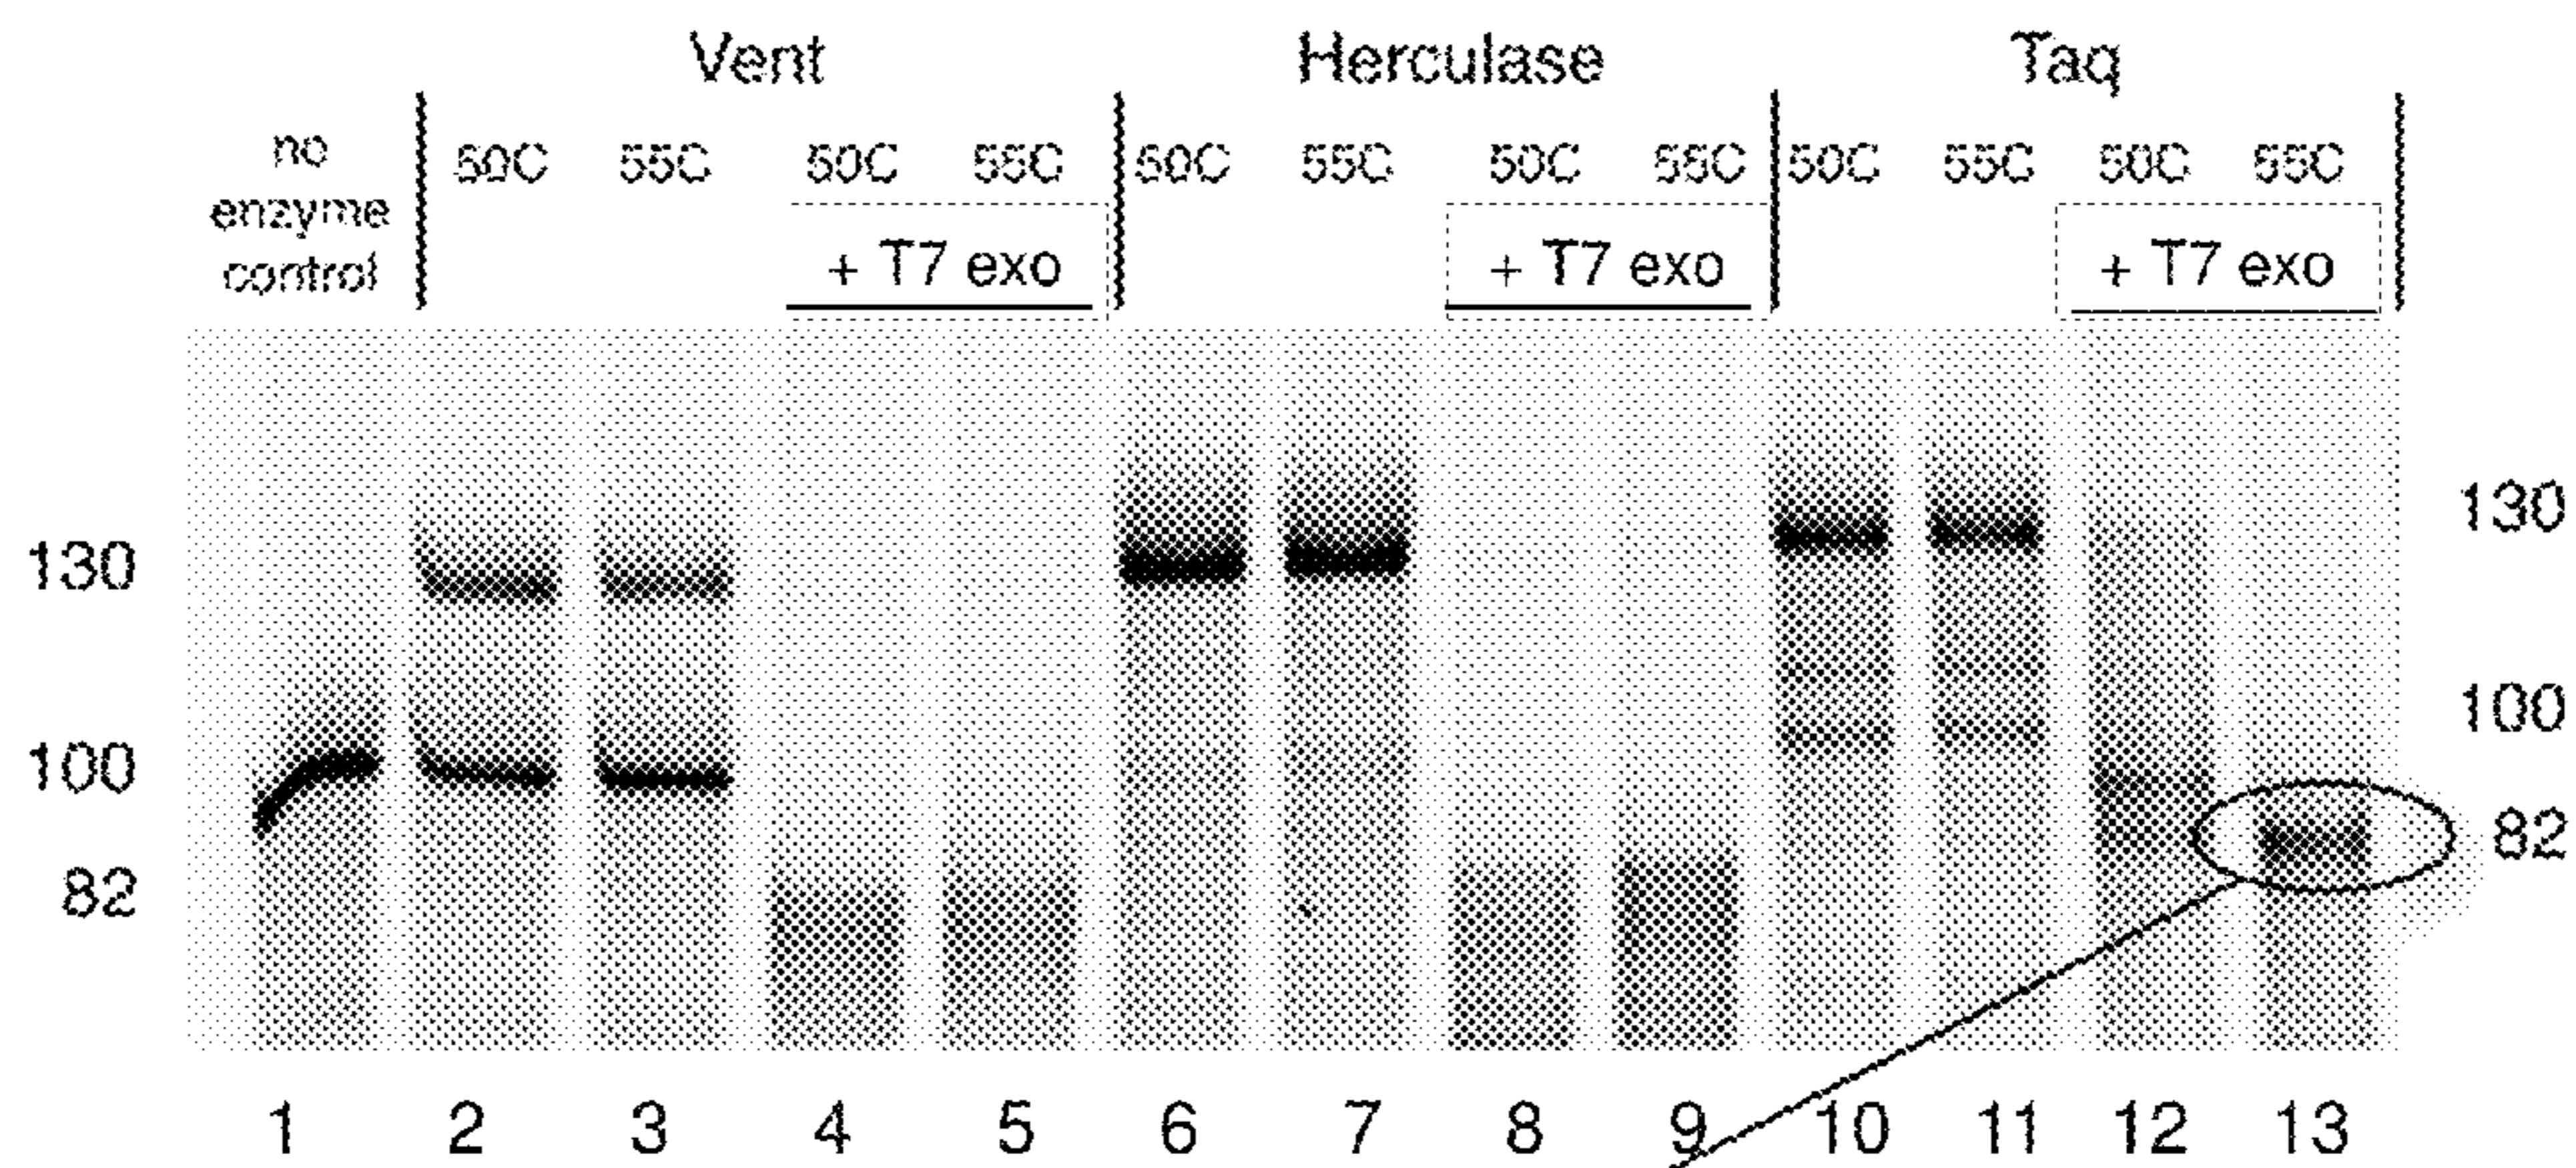 Vent Herculase Taq
no enzyme control
50C 55C 50C 55C 50C 55C 50C 55C 50C 55C 50C 55C
+ T7 exo + T7 exo + T7 exo
130 130
100 100
82 82
1 2 3 4 5 6 7 8 9 10 11 12 13